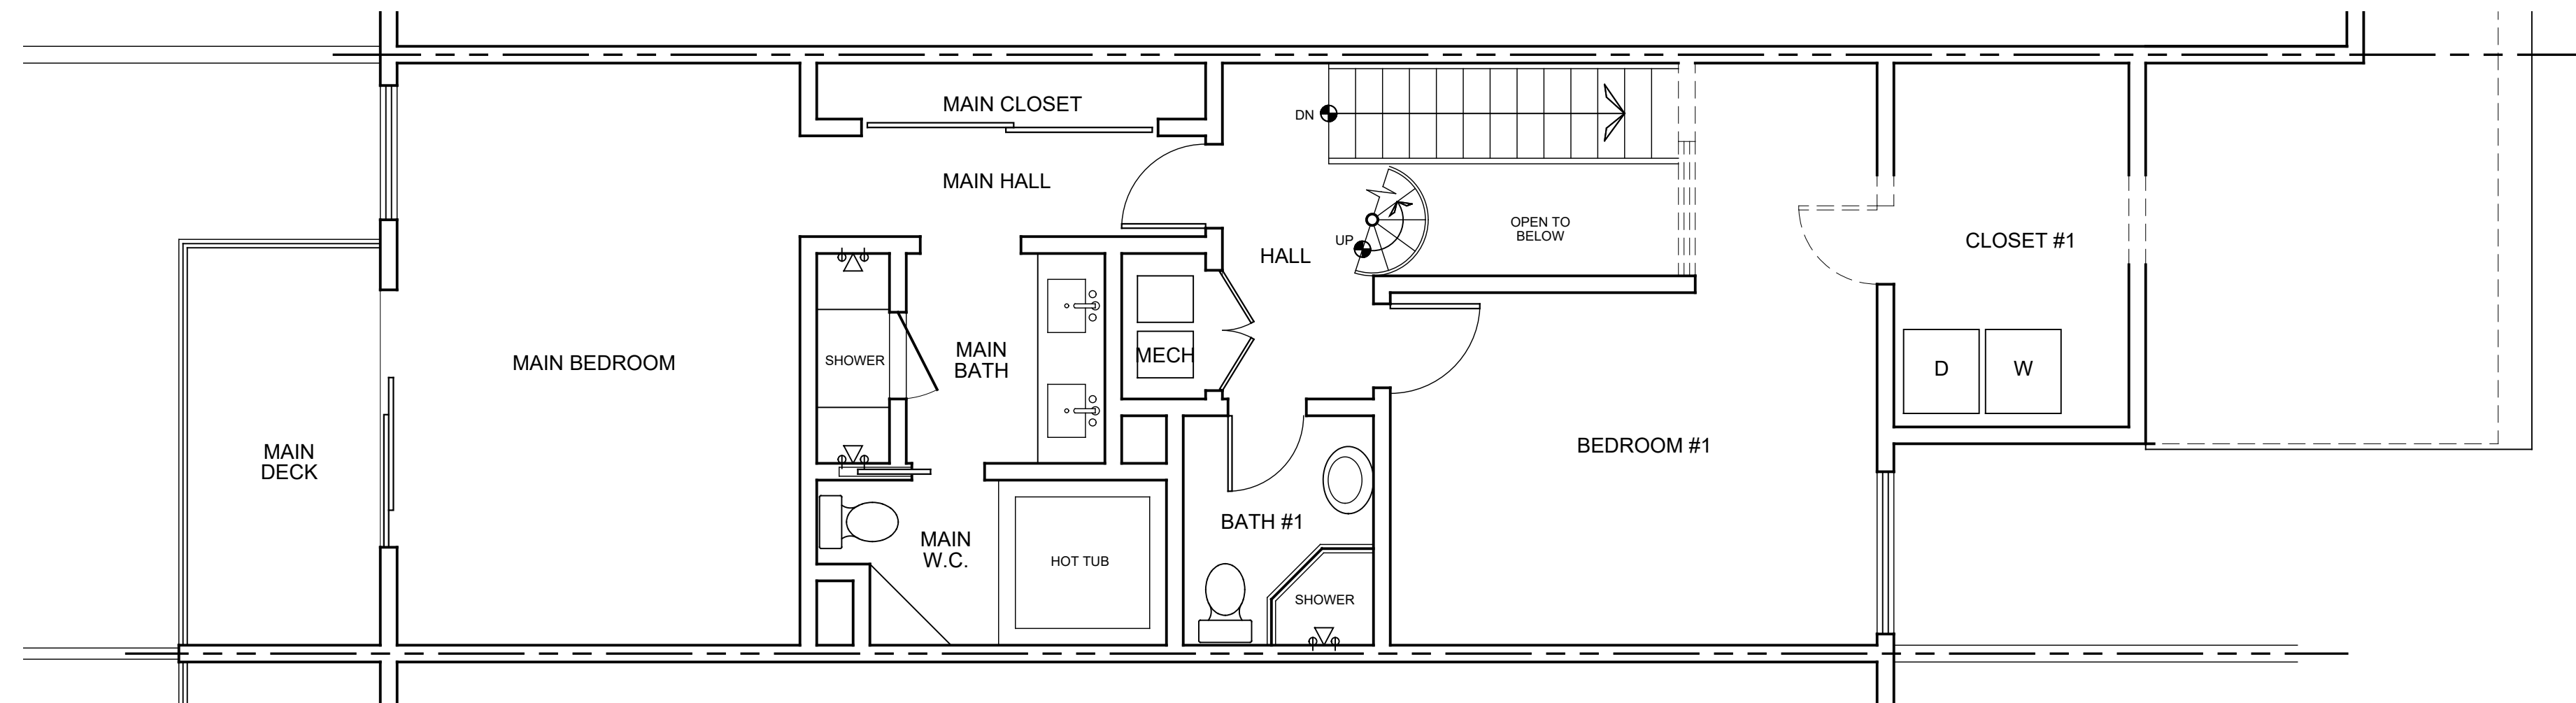 MAIN CLOSET
DN
MAIN HALL
OPEN TO
BELOW
UP
HALL
CLOSET #1
MAIN BEDROOM
SHOWER
MAIN
BATH
MECH
D
W
MAIN
DECK
BEDROOM #1
BATH #1
MAIN
W.C.
HOT TUB
SHOWER